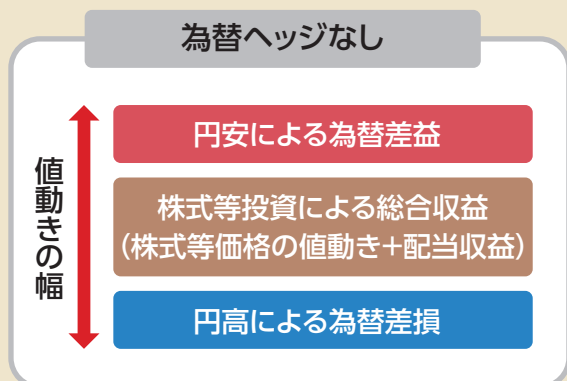 為替ヘッジなし
値動きの幅
円安による為替差益
株式等投資による総合収益
(株式等価格の値動き+配当収益)
円高による為替差損